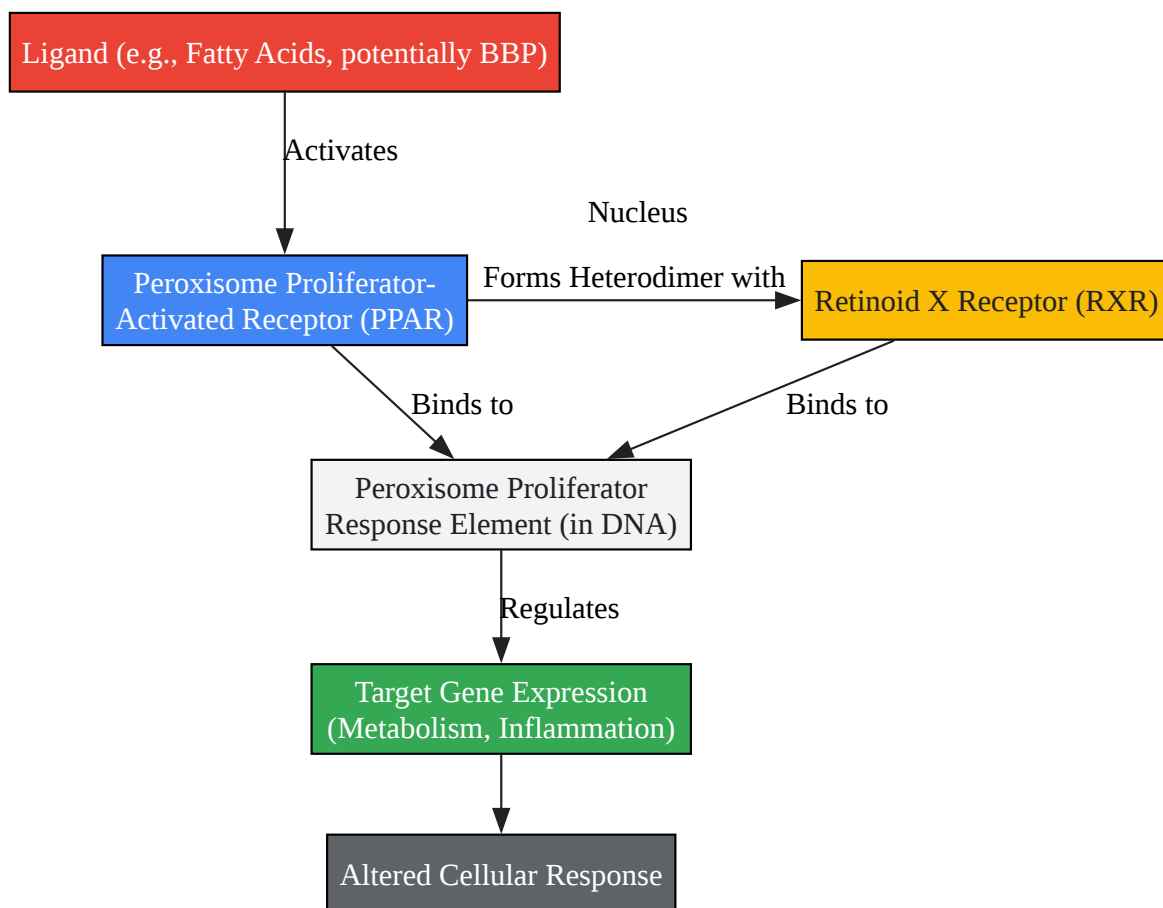 Ligand (e.g., Fatty Acids, potentially BBP)
Activates
Nucleus
Peroxisome Proliferator-
Activated Receptor (PPAR)
Forms Heterodimer with
Retinoid X Receptor (RXR)
Binds to
Binds to
Peroxisome Proliferator
Response Element (in DNA)
Regulates
Target Gene Expression
(Metabolism, Inflammation)
Altered Cellular Response